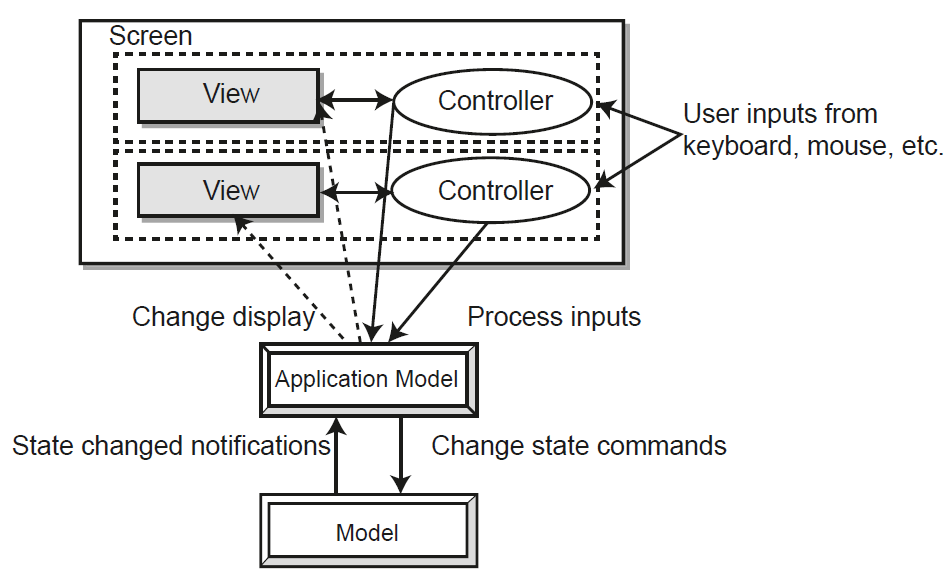 Screen
View
Controller
User inputs from
keyboard, mouse, etc.
View
Controller
Change display
Process inputs
Application Model
State changed notifications
Change state commands
Model